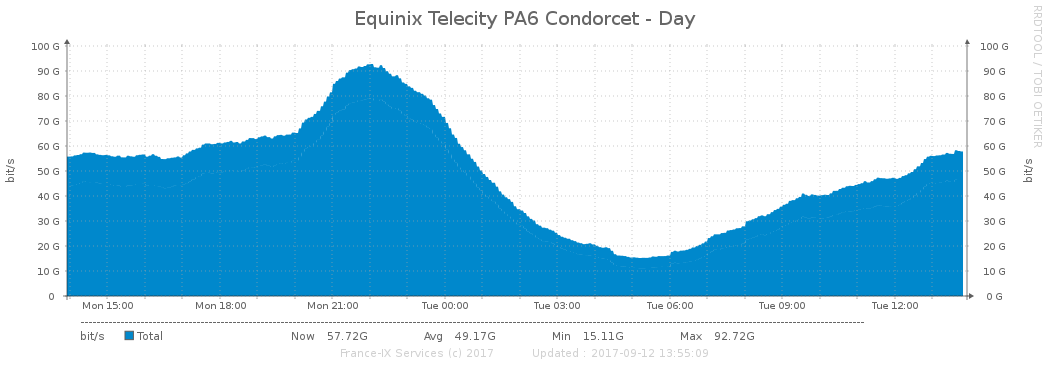 Equinix Telecity PA6 Condorcet - Day
RRDTOOL / TOBI OETIKER
100 G 100 G
90 G 90 G
80 G 80 G
70 G 70 G
60 G 60 G
50 G 50 G
40 G 40 G
30 G 30 G
20 G 20 G
10 G 10 G
0 0 G
bit/s bit/s
Mon 15:00 Mon 18:00 Mon 21:00 Tue 00:00 Tue 03:00 Tue 06:00 Tue 09:00 Tue 12:00
bit/s Total Now 57.72G Avg 49.17G Min 15.11G Max 92.72G
France-IX Services (c) 2017 Updated : 2017-09-12 13:55:09